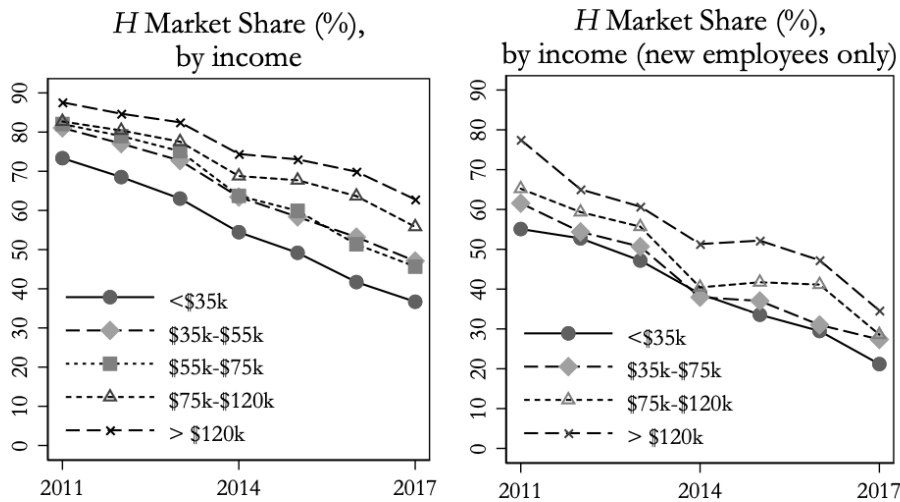 H Market Share (%),
by income
90
80
70
60
50
40
30
20
10
0
<$35k
$35k-$55k
$55k-$75k
$75k-$120k
> $120k
2011
2014
2017
H Market Share (%),
by income (new employees only)
90
80
70
60
50
40
30
20
10
0
<$35k
$35k-$75k
$75k-$120k
> $120k
2011
2014
2017